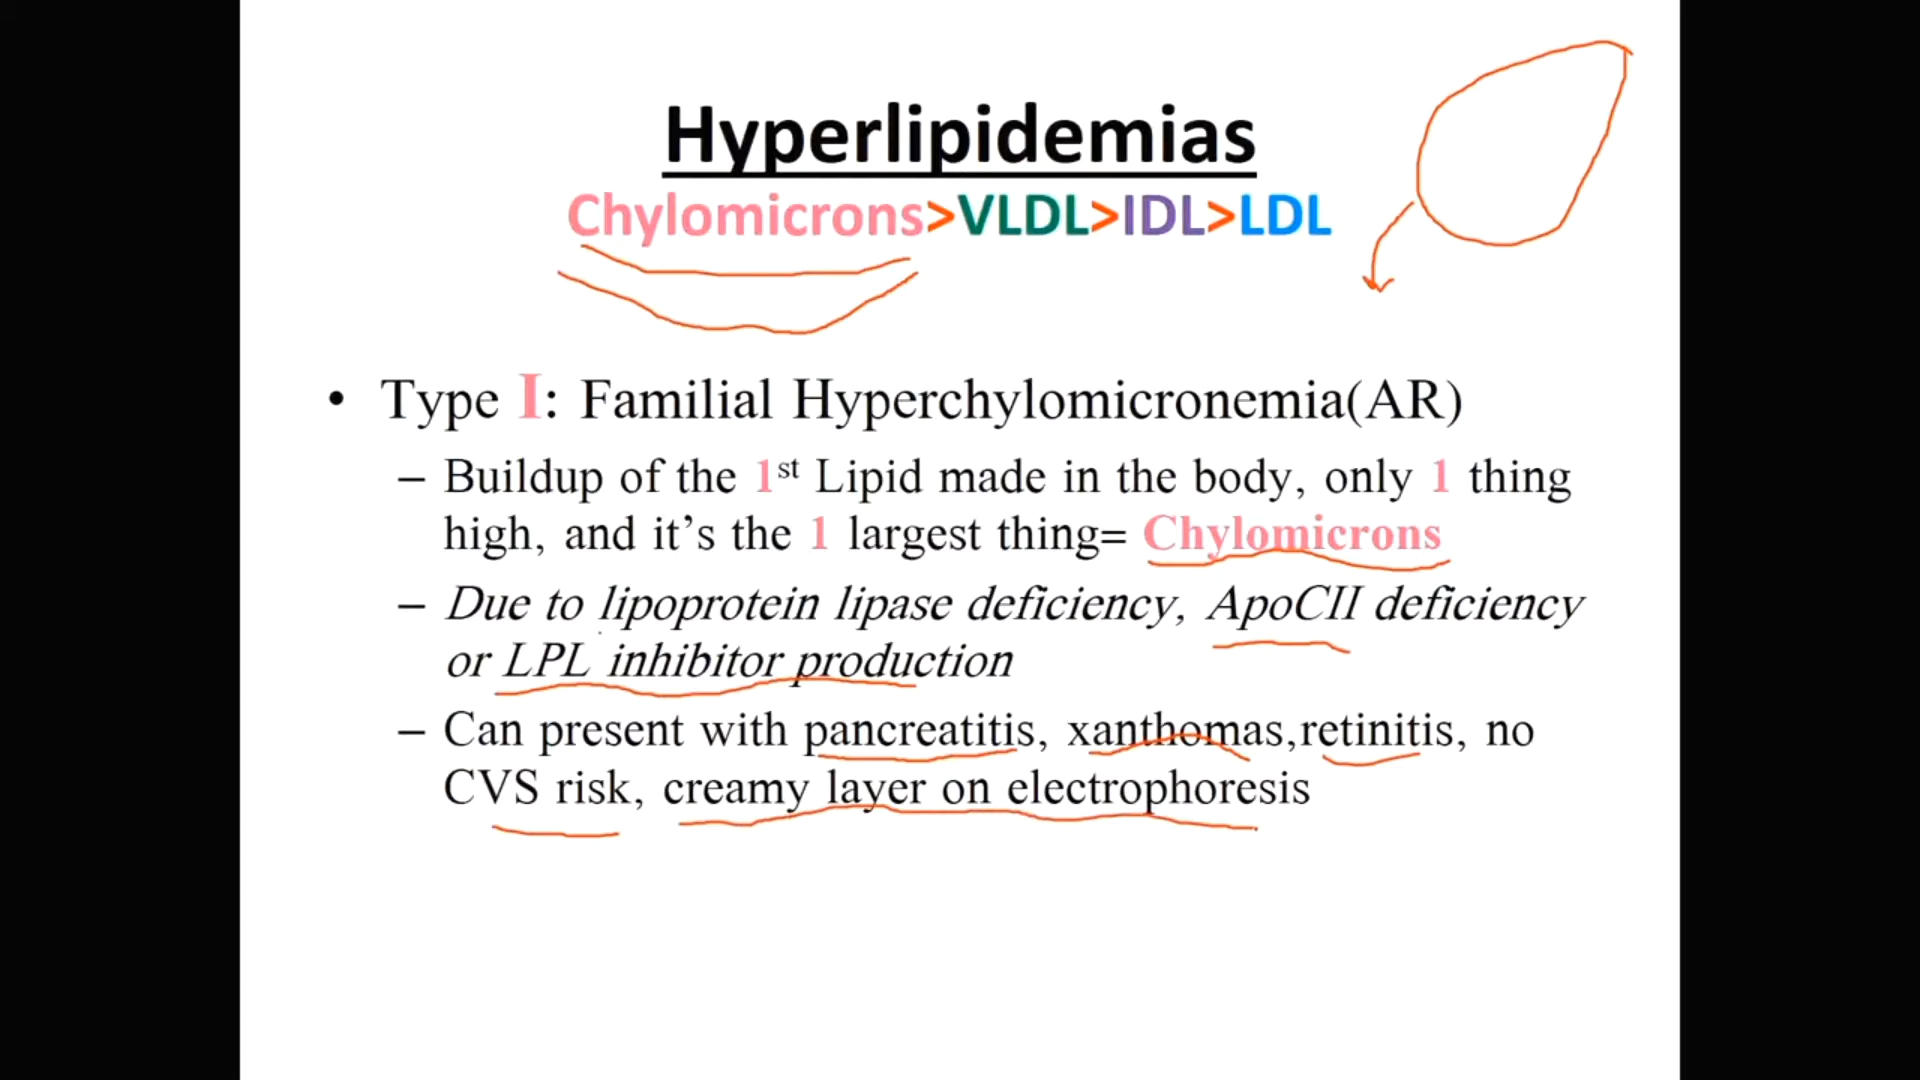 Hyperlipidemias
Chylomicrons>VLDL>IDL>LDL
• Type I: Familial Hyperchylomicronemia(AR)
– Buildup of the 1st Lipid made in the body, only 1 thing
high, and it’s the 1 largest thing= Chylomicrons
– Due to lipoprotein lipase deficiency, ApoCII deficiency
or LPL inhibitor production
– Can present with pancreatitis, xanthomas,retinitis, no
CVS risk, creamy layer on electrophoresis